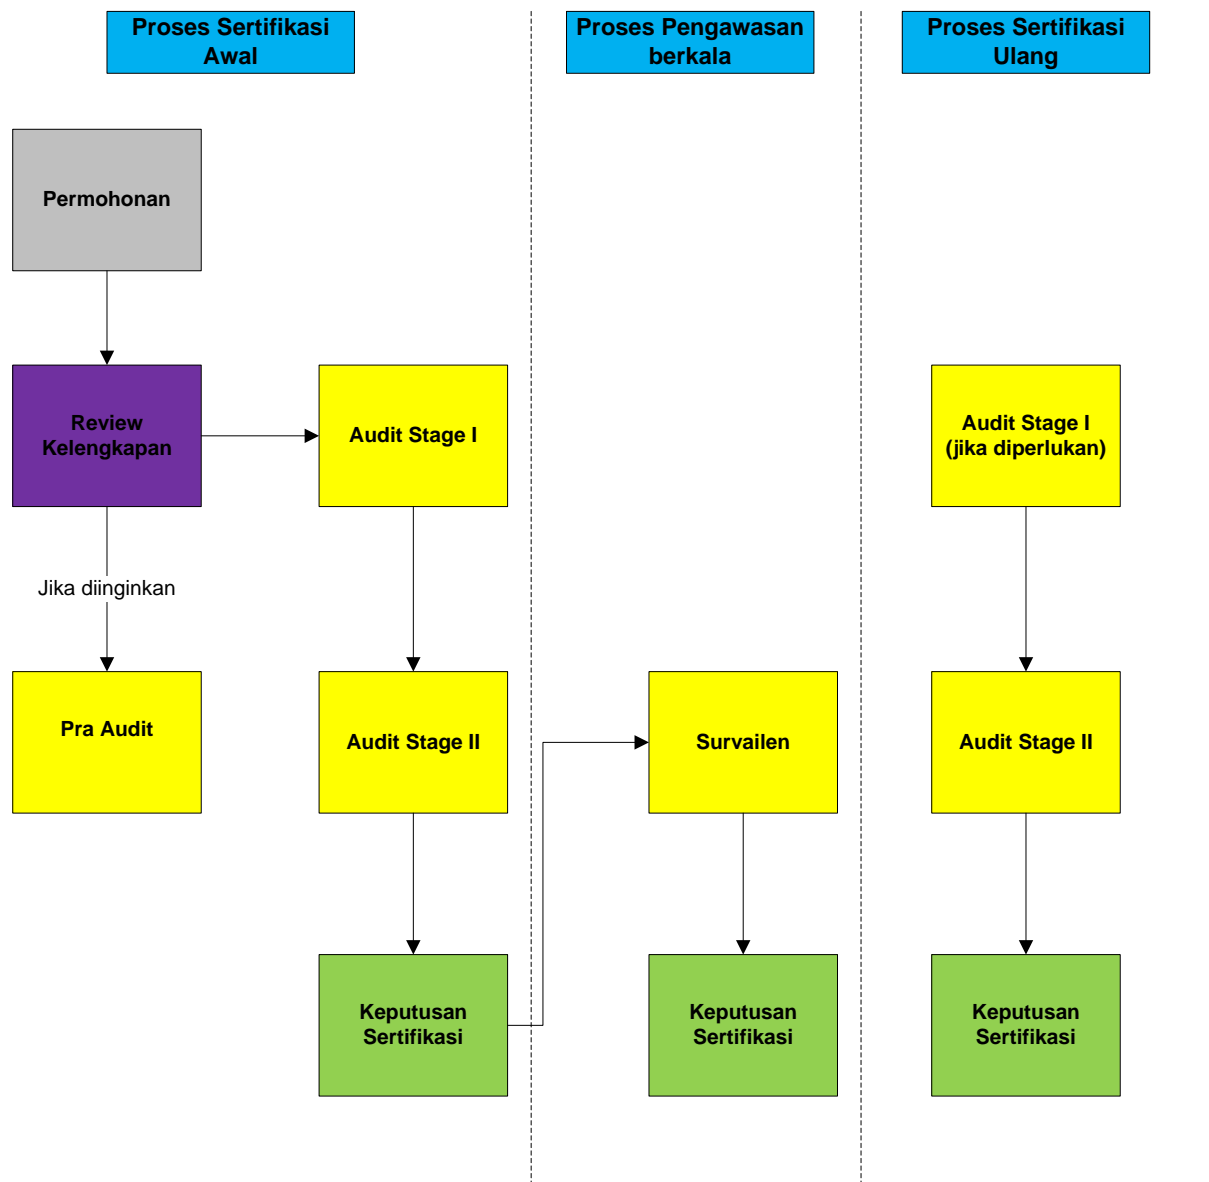 Proses Sertifikasi
Awal
Proses Pengawasan
berkala
Proses Sertifikasi
Ulang
Permohonan
Review
Kelengkapan
Audit Stage I
Audit Stage I
(jika diperlukan)
Jika diinginkan
Pra Audit
Audit Stage II
Survailen
Audit Stage II
Keputusan
Sertifikasi
Keputusan
Sertifikasi
Keputusan
Sertifikasi